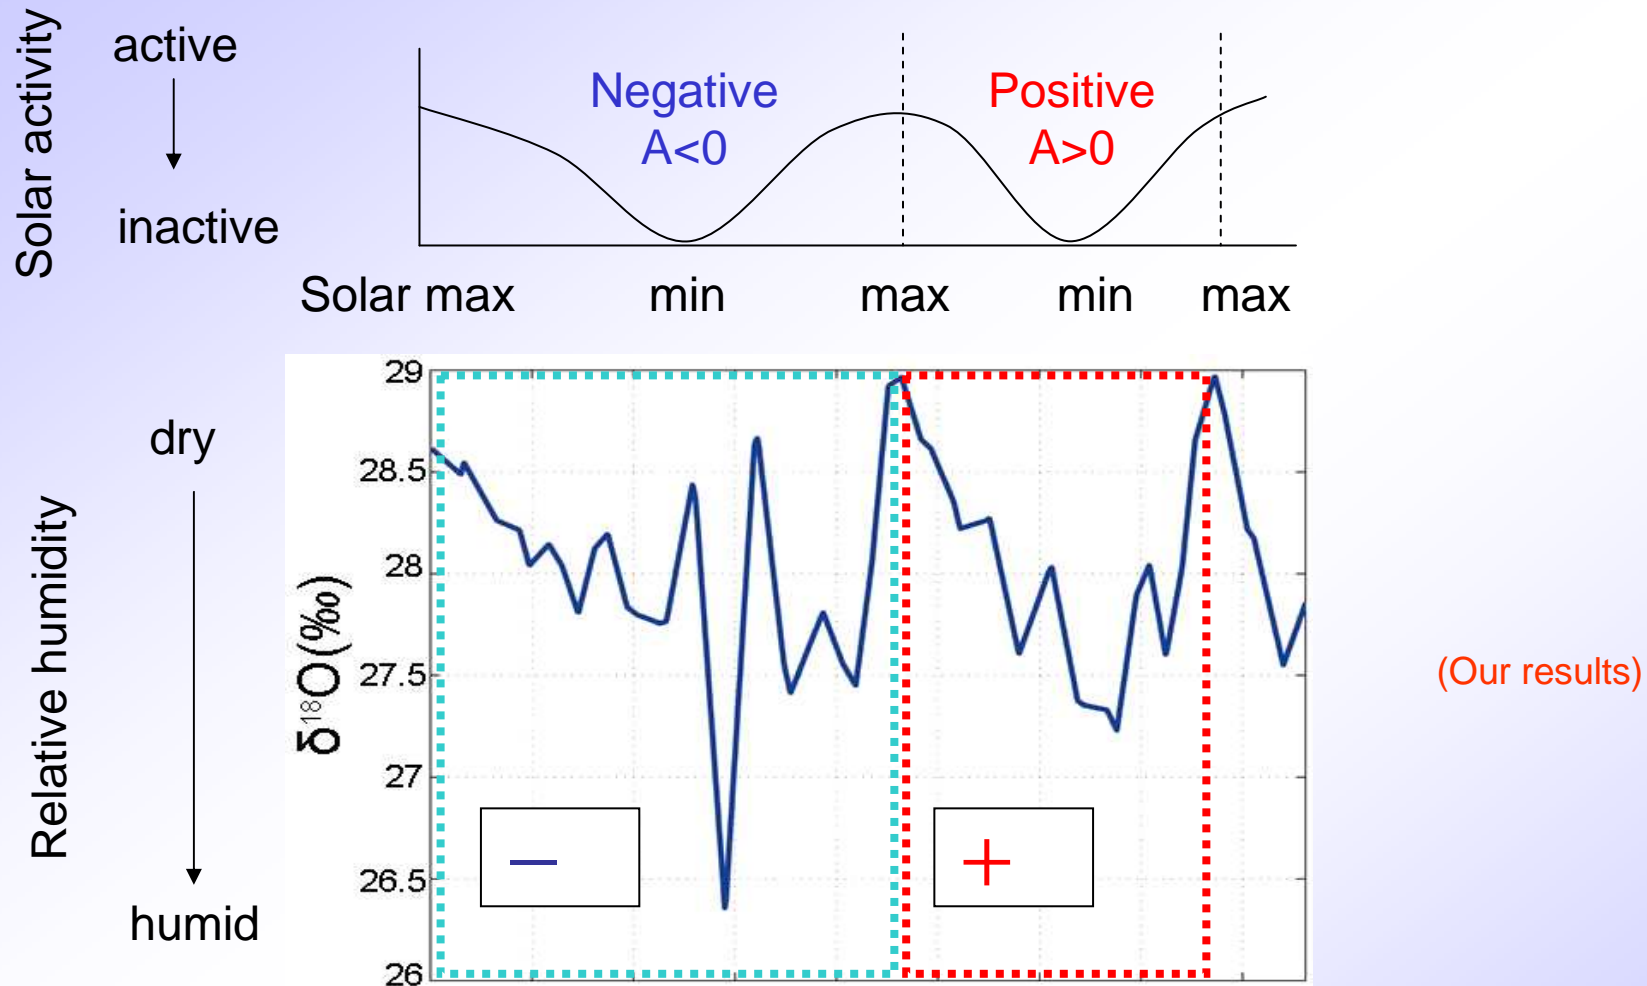 Solar activity
active
inactive
Negative
A<0
Positive
A>0
Solar max min max min max
Relative humidity
dry
humid
δ¹⁸O(‰)
29
28.5
28
27.5
27
26.5
26
−
+
(Our results)